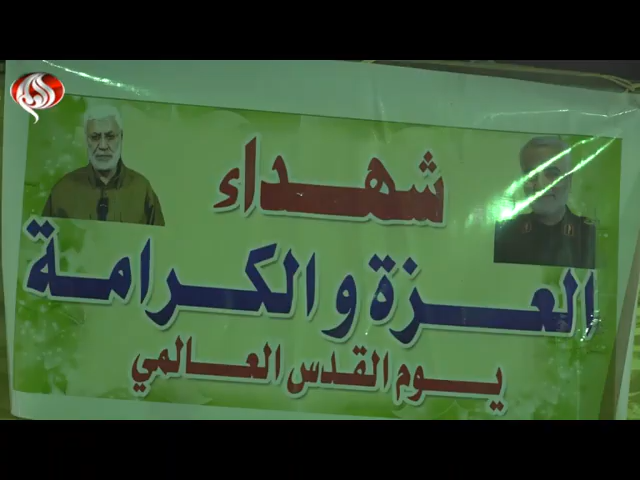 شهداء
العزة والكرامة
يوم القدس العالمي